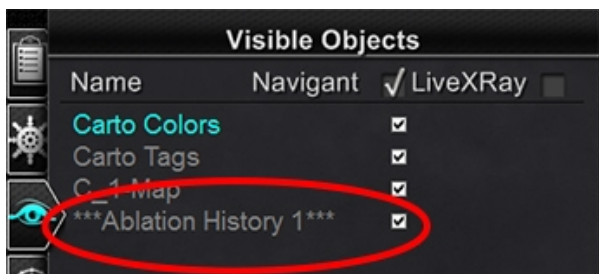 Visible Objects
Name Navigant LiveXRay
Carto Colors
Carto Tags
C_1-Map
***Ablation History 1***